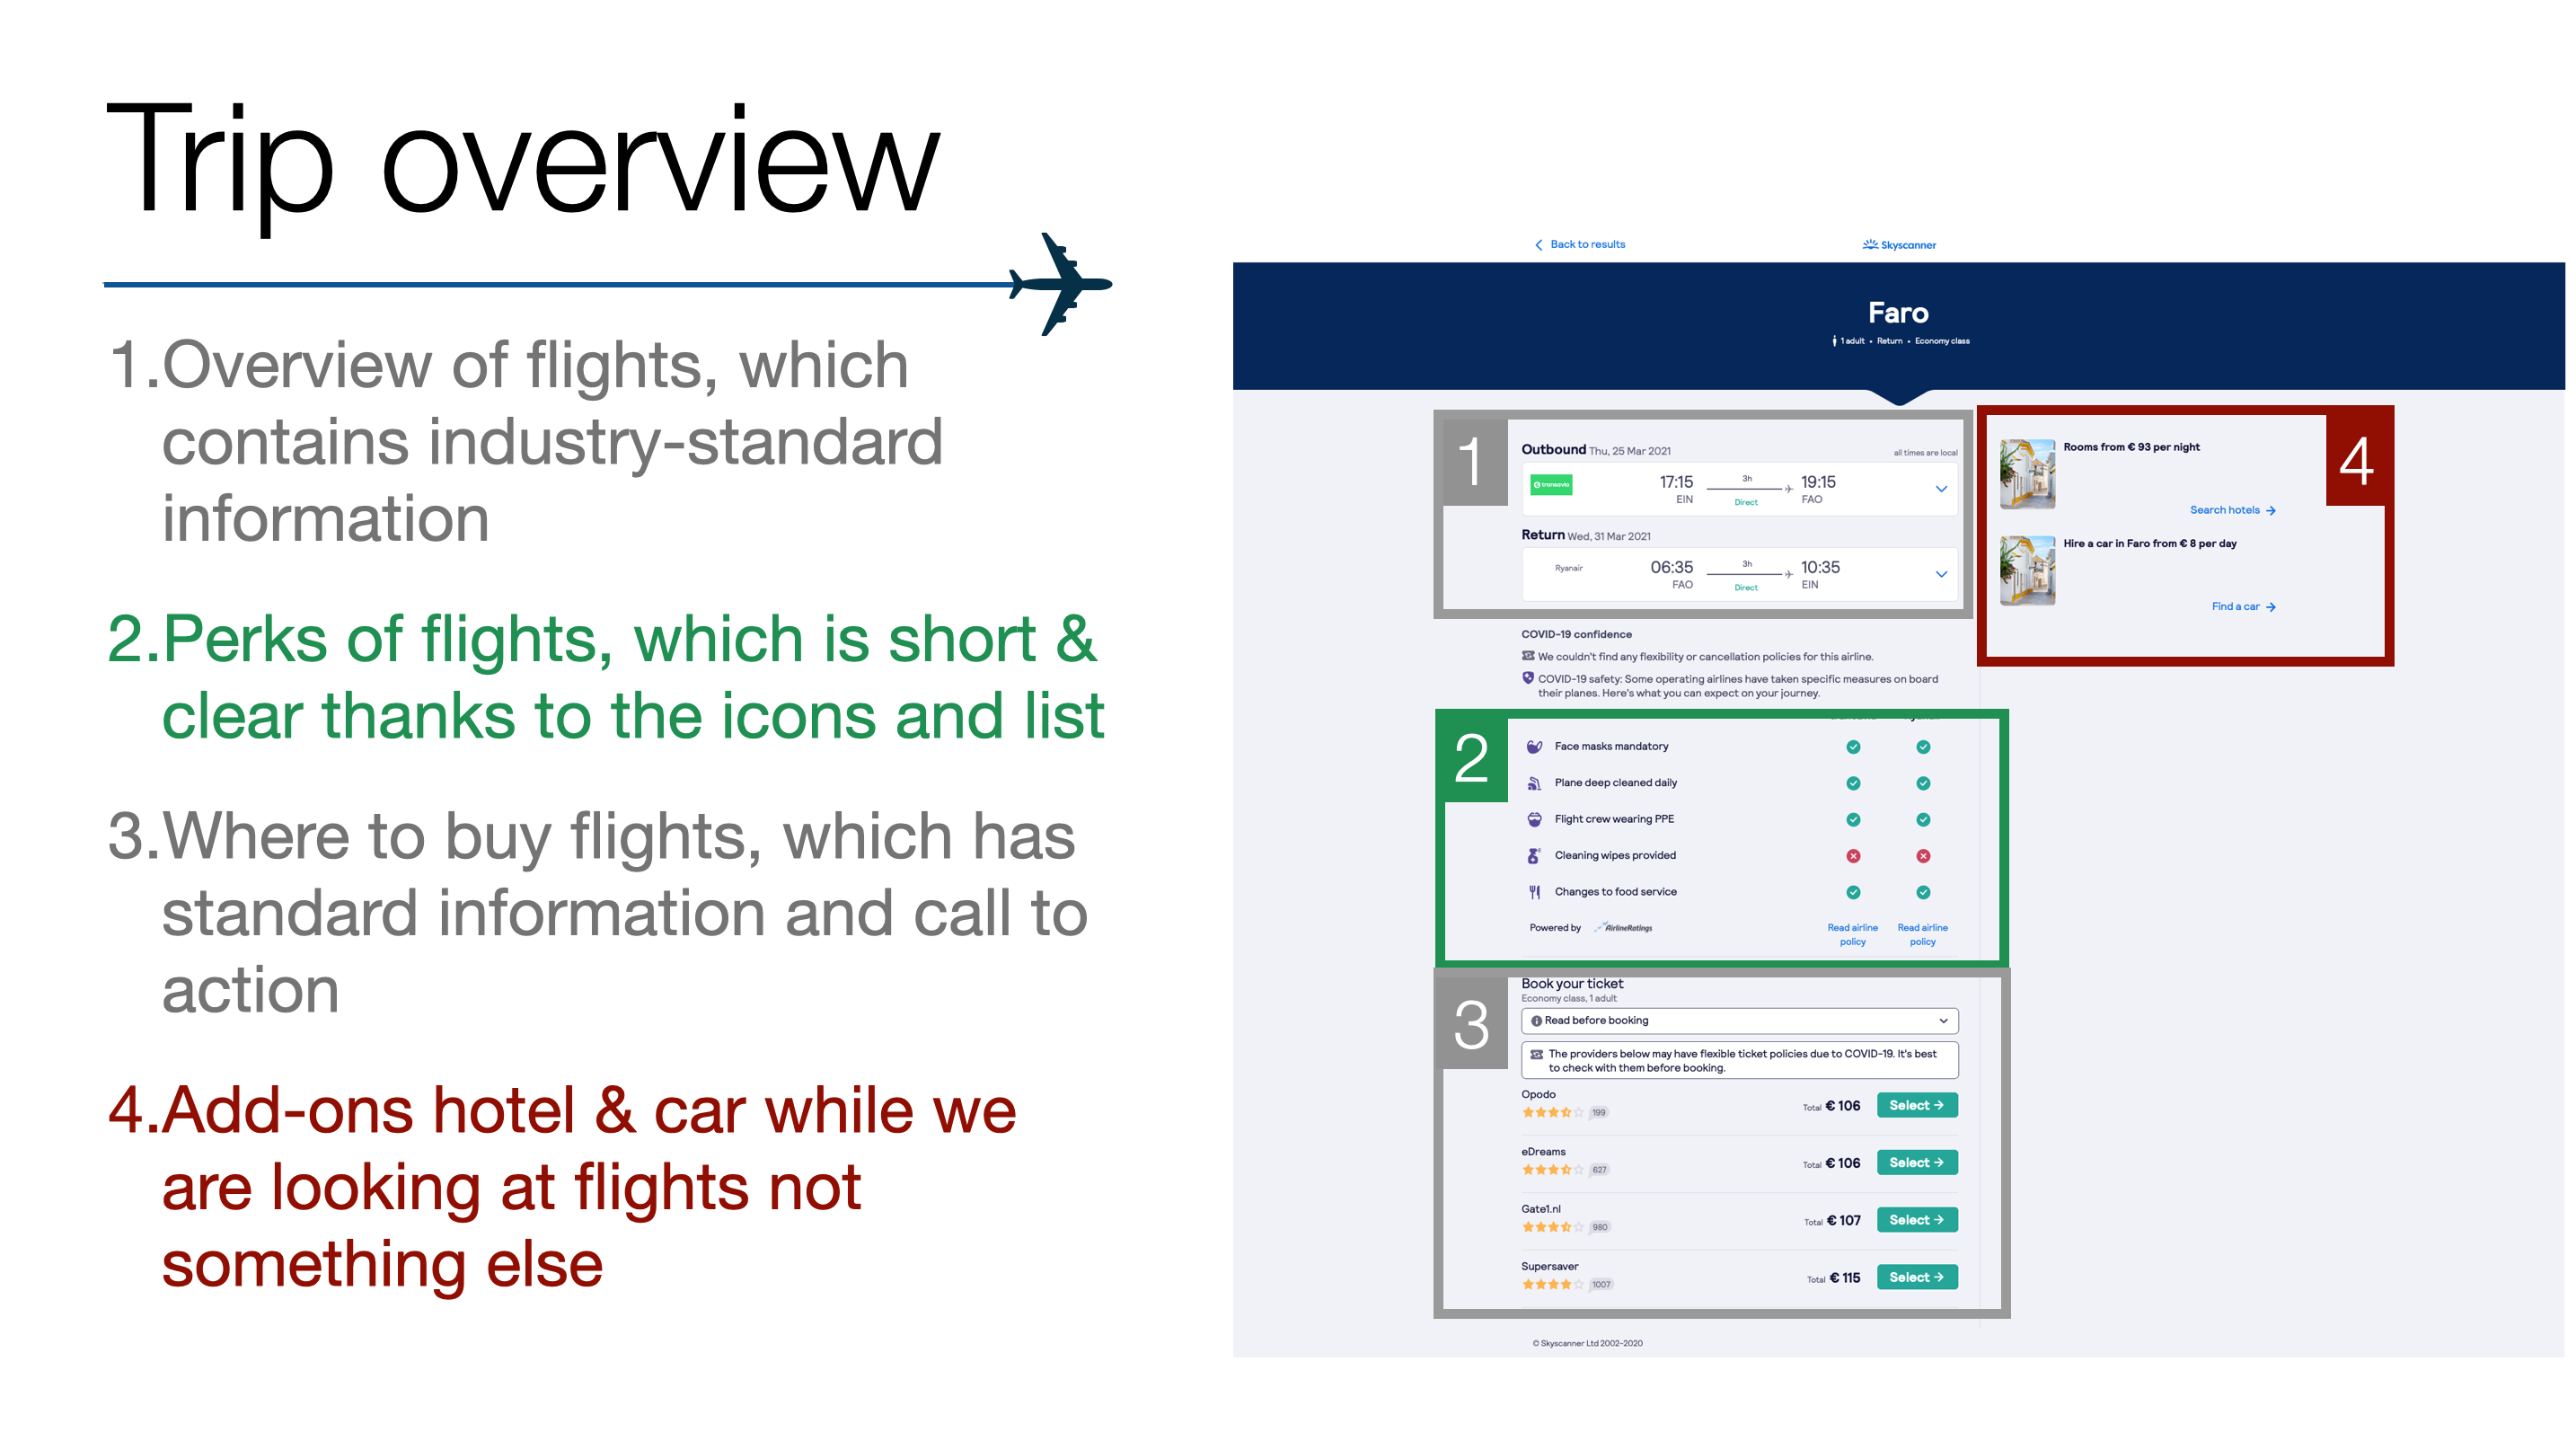 Trip overview
1.Overview of flights, which
contains industry-standard
information
2.Perks of flights, which is short &
clear thanks to the icons and list
3.Where to buy flights, which has
standard information and call to
action
4.Add-ons hotel & car while we
are looking at flights not
something else
Back to results
Skyscanner
Faro
1 adult • Return • Economy class
1
Outbound Thu, 25 Mar 2021
all times are local
transavia
17:15
3h
19:15
EIN
Direct
FAO
Return Wed, 31 Mar 2021
Ryanair
06:35
3h
10:35
FAO
Direct
EIN
4
Rooms from € 93 per night
Search hotels →
Hire a car in Faro from € 8 per day
Find a car →
COVID-19 confidence
We couldn't find any flexibility or cancellation policies for this airline.
COVID-19 safety: Some operating airlines have taken specific measures on board
their planes. Here's what you can expect on your journey.
2
Face masks mandatory
Plane deep cleaned daily
Flight crew wearing PPE
Cleaning wipes provided
Changes to food service
Powered by AirlineRatings
Read airline
policy
Read airline
policy
3
Book your ticket
Economy class, 1 adult
Read before booking
The providers below may have flexible ticket policies due to COVID-19. It's best
to check with them before booking.
Opodo
199
Total € 106
Select →
eDreams
627
Total € 106
Select →
Gate1.nl
980
Total € 107
Select →
Supersaver
1007
Total € 115
Select →
© Skyscanner Ltd 2002-2020